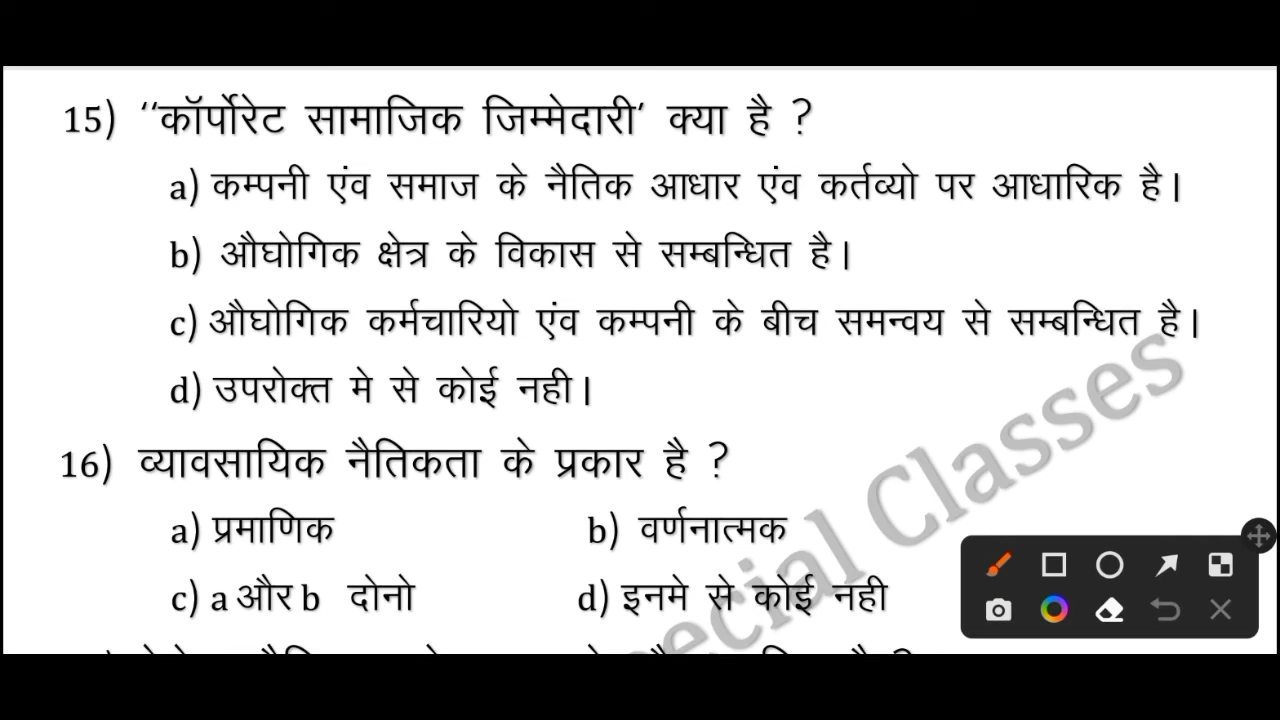 15) ‘‘कॉर्पोरेट सामाजिक जिम्मेदारी’ क्या है ?
a) कम्पनी एंव समाज के नैतिक आधार एंव कर्तव्यो पर आधारिक है।
b) औघोगिक क्षेत्र के विकास से सम्बन्धित है।
c) औघोगिक कर्मचारियो एंव कम्पनी के बीच समन्वय से सम्बन्धित है।
d) उपरोक्त मे से कोई नही।
16) व्यावसायिक नैतिकता के प्रकार है ?
a) प्रमाणिक b) वर्णनात्मक
c) a और b दोनो d) इनमे से कोई नही
Classes